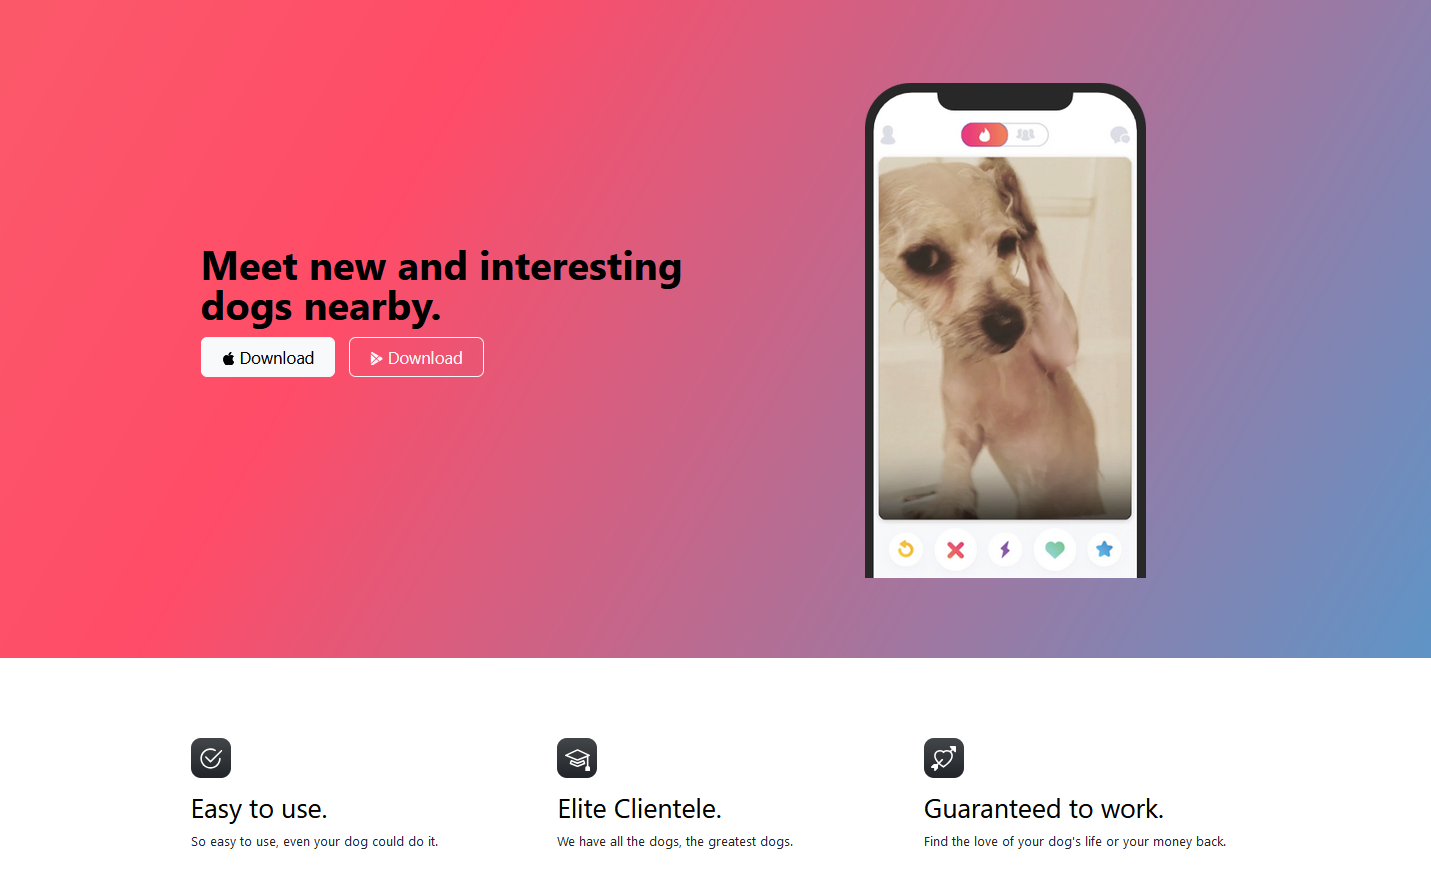 Meet new and interesting
dogs nearby.
Download
Download
Easy to use.
So easy to use, even your dog could do it.
Elite Clientele.
We have all the dogs, the greatest dogs.
Guaranteed to work.
Find the love of your dog's life or your money back.